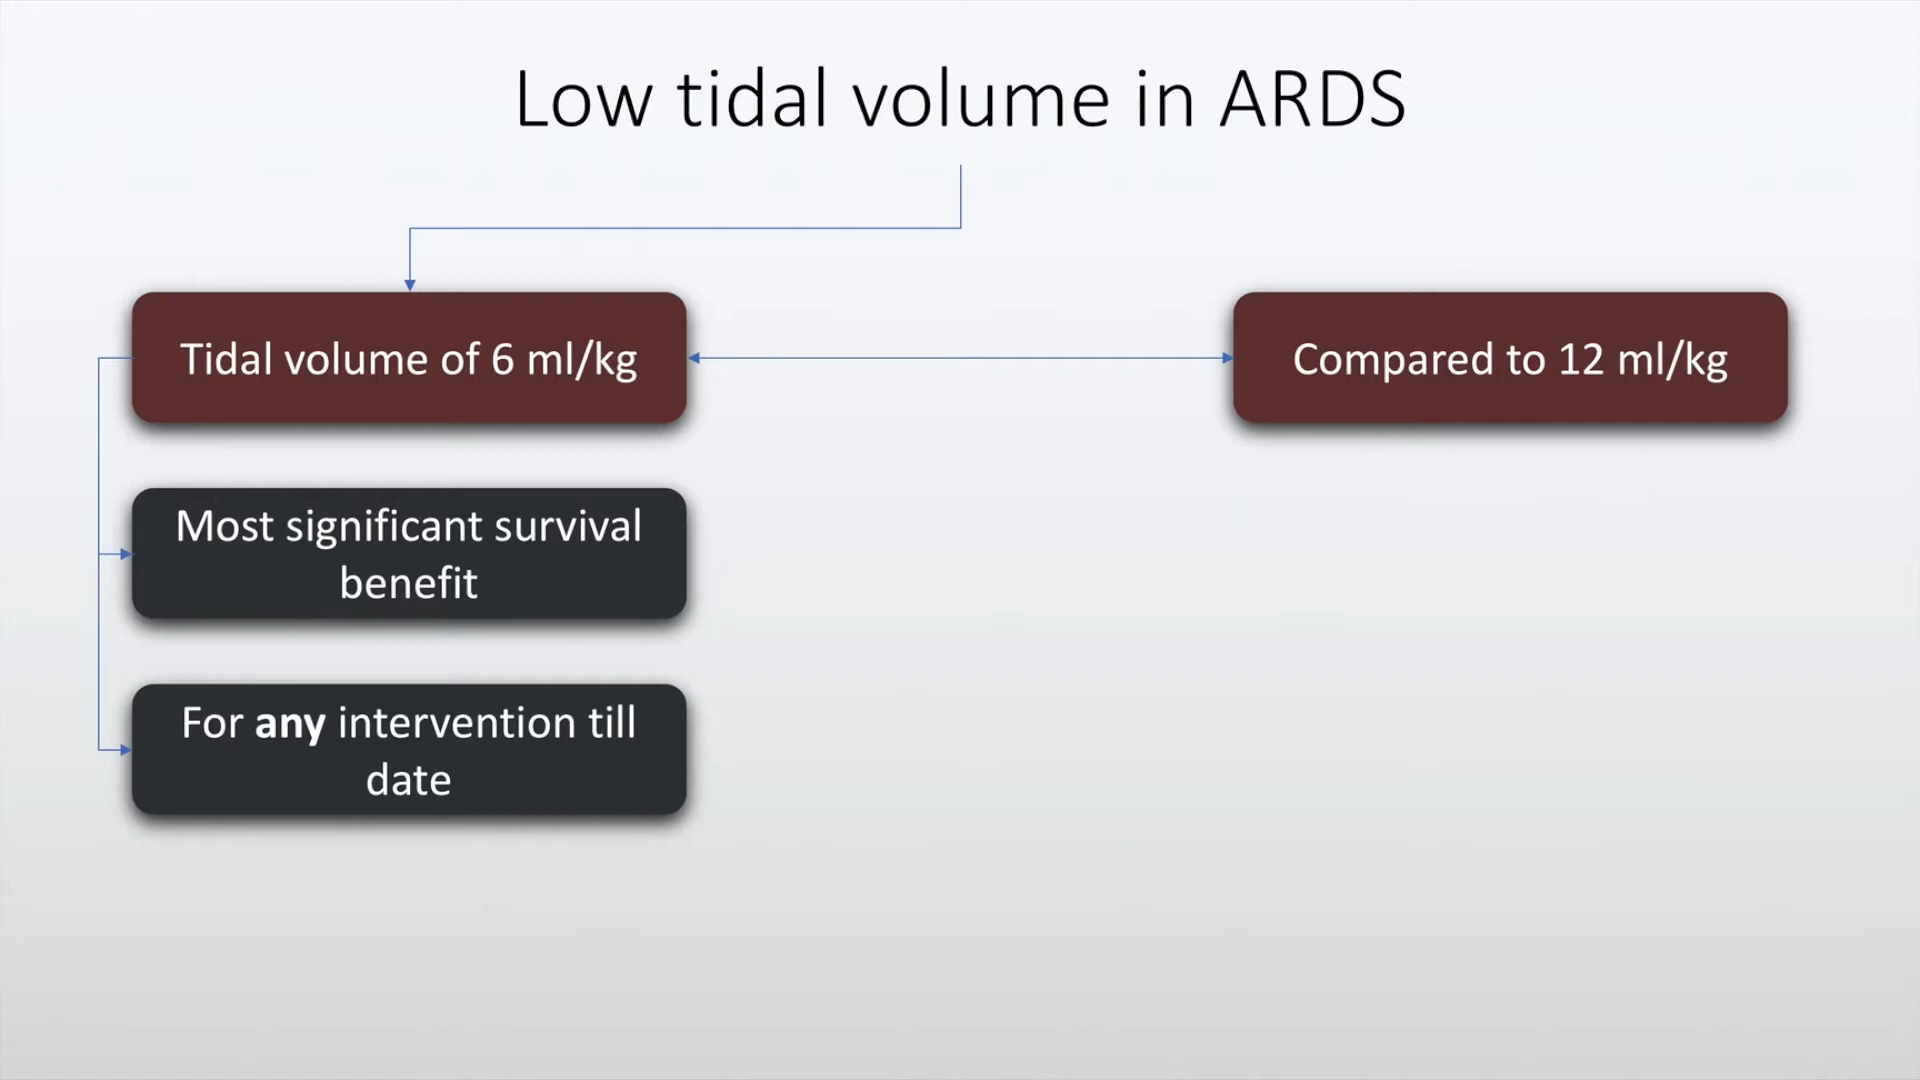 Low tidal volume in ARDS
Tidal volume of 6 ml/kg
Compared to 12 ml/kg
Most significant survival
benefit
For any intervention till
date